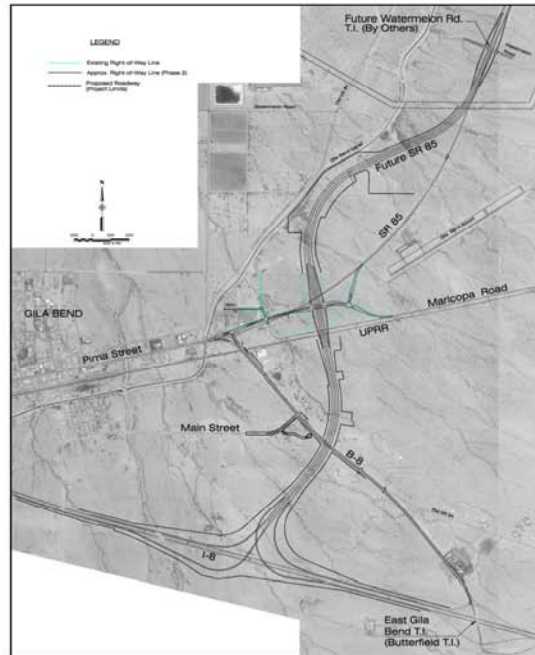 Future Watermelon Rd.
T.I. (By Others)
LEGEND
Existing Right-of-Way Line
Approx. Right-of-Way Line (Phase 2)
Proposed Roadway
(Project Limits)
N
Future SR 85
SR 85
GILA BEND
Pima Street
Maricopa Road
UPRR
Main Street
B-8
I-8
East Gila
Bend T.I.
(Butterfield T.I.)